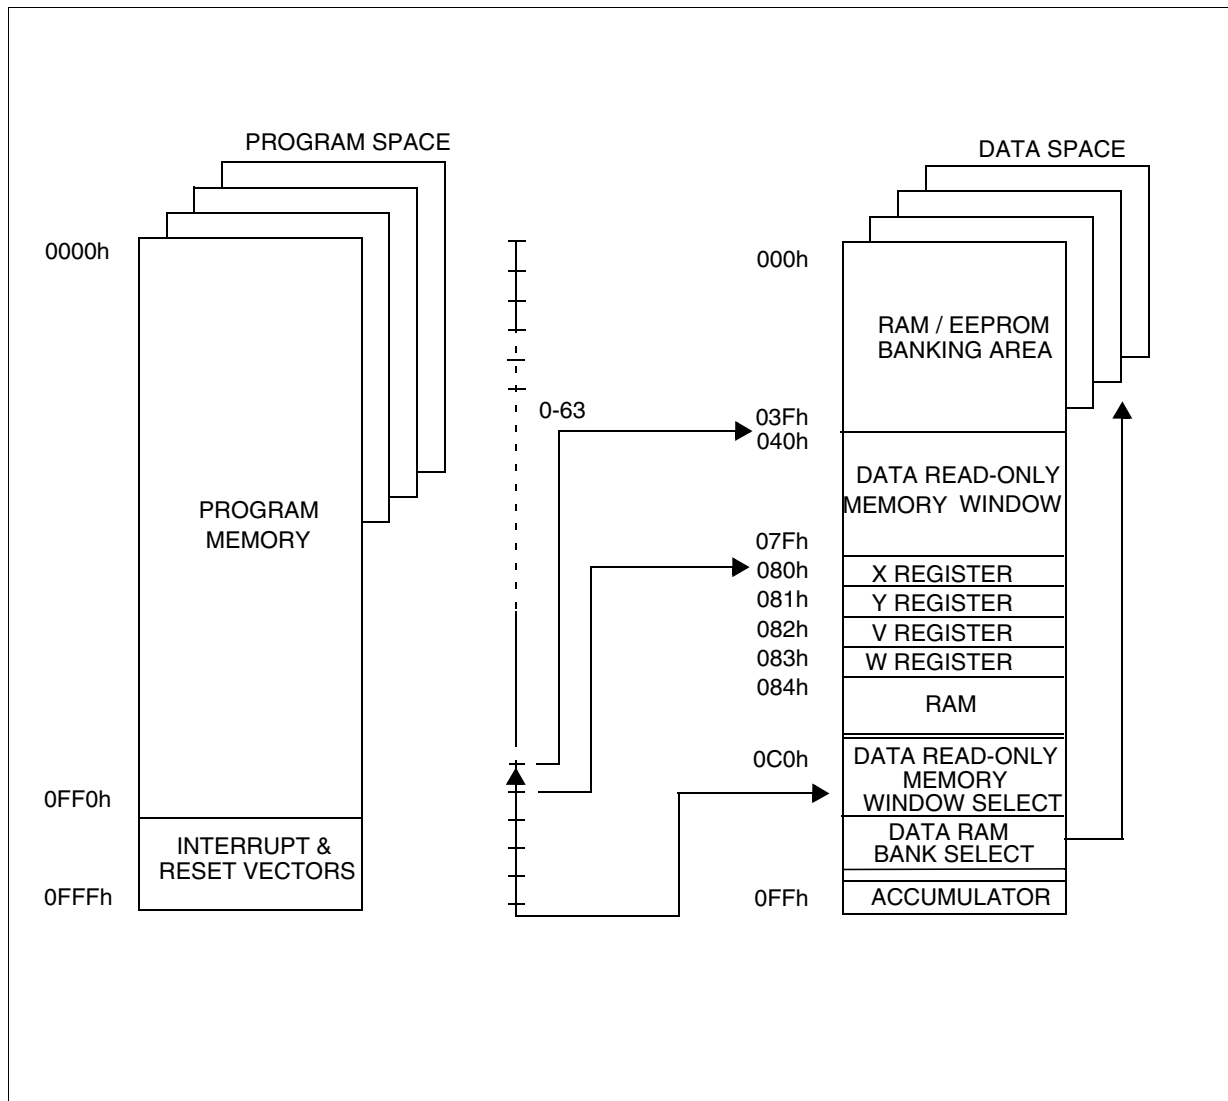 PROGRAM SPACE
0000h
PROGRAM
MEMORY
0FF0h
INTERRUPT &
RESET VECTORS
0FFFh
0-63
DATA SPACE
000h
RAM / EEPROM
BANKING AREA
03Fh
040h
DATA READ-ONLY
MEMORY WINDOW
07Fh
080h
X REGISTER
081h
Y REGISTER
082h
V REGISTER
083h
W REGISTER
084h
RAM
0C0h
DATA READ-ONLY
MEMORY
WINDOW SELECT
DATA RAM
BANK SELECT
0FFh
ACCUMULATOR